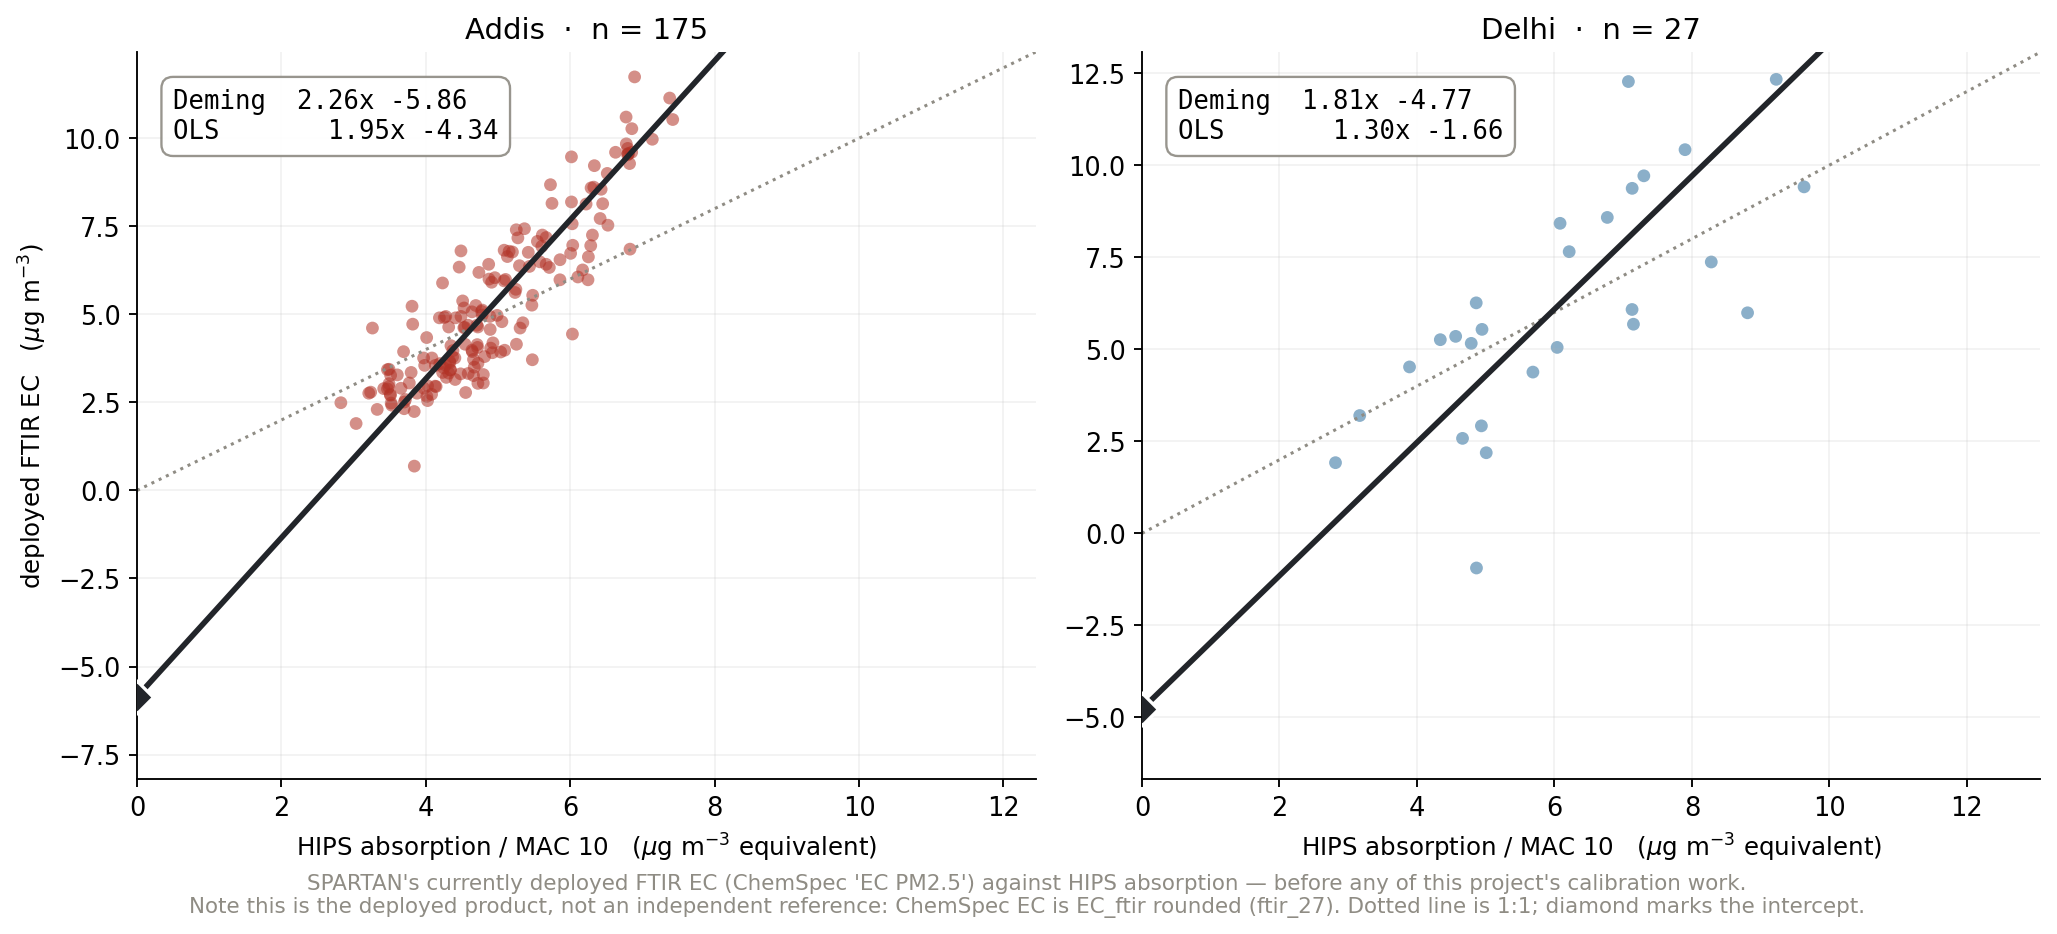 Addis · n = 175
Deming 2.26x -5.86
OLS 1.95x -4.34
10.0
7.5
5.0
2.5
0.0
−2.5
−5.0
−7.5
deployed FTIR EC (μg m⁻³)
0 2 4 6 8 10 12
HIPS absorption / MAC 10 (μg m⁻³ equivalent)
Delhi · n = 27
Deming 1.81x -4.77
OLS 1.30x -1.66
12.5
10.0
7.5
5.0
2.5
0.0
−2.5
−5.0
0 2 4 6 8 10 12
HIPS absorption / MAC 10 (μg m⁻³ equivalent)
SPARTAN's currently deployed FTIR EC (ChemSpec 'EC PM2.5') against HIPS absorption — before any of this project's calibration work.
Note this is the deployed product, not an independent reference: ChemSpec EC is EC_ftir rounded (ftir_27). Dotted line is 1:1; diamond marks the intercept.